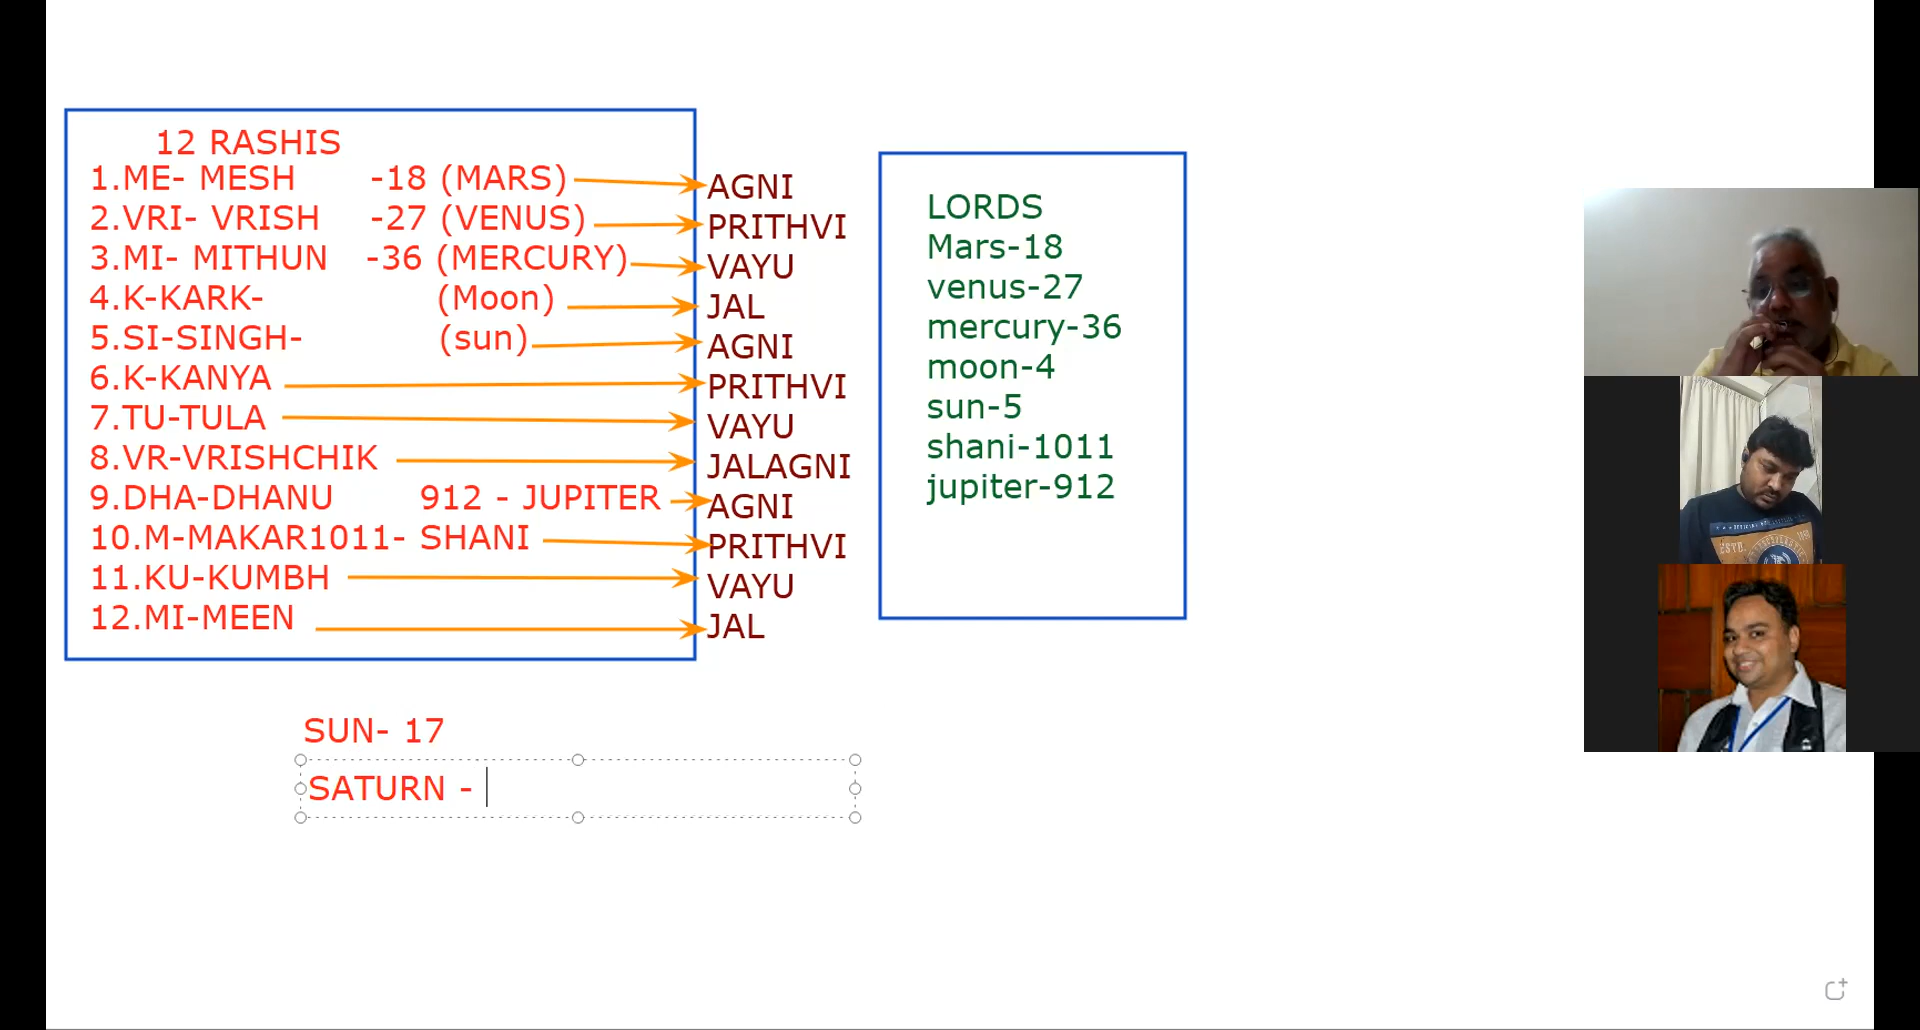 12 RASHIS
1.ME- MESH -18 (MARS) AGNI
2.VRI- VRISH -27 (VENUS) PRITHVI
3.MI- MITHUN -36 (MERCURY) VAYU
4.K-KARK- (Moon) JAL
5.SI-SINGH- (sun) AGNI
6.K-KANYA PRITHVI
7.TU-TULA VAYU
8.VR-VRISHCHIK JALAGNI
9.DHA-DHANU 912 - JUPITER AGNI
10.M-MAKAR1011- SHANI PRITHVI
11.KU-KUMBH VAYU
12.MI-MEEN JAL
LORDS
Mars-18
venus-27
mercury-36
moon-4
sun-5
shani-1011
jupiter-912
SUN- 17
SATURN -
ESTD.